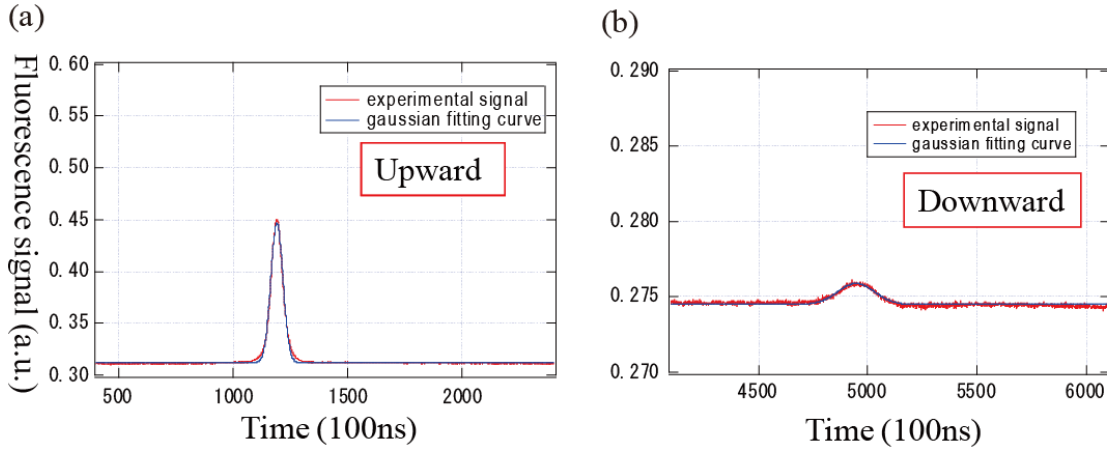 (a)
Fluorescence signal (a.u.)
0.60
0.55
0.50
0.45
0.40
0.35
0.30
experimental signal
gaussian fitting curve
Upward
500
1000
1500
2000
Time (100ns)
(b)
0.290
0.285
0.280
0.275
0.270
experimental signal
gaussian fitting curve
Downward
4500
5000
5500
6000
Time (100ns)